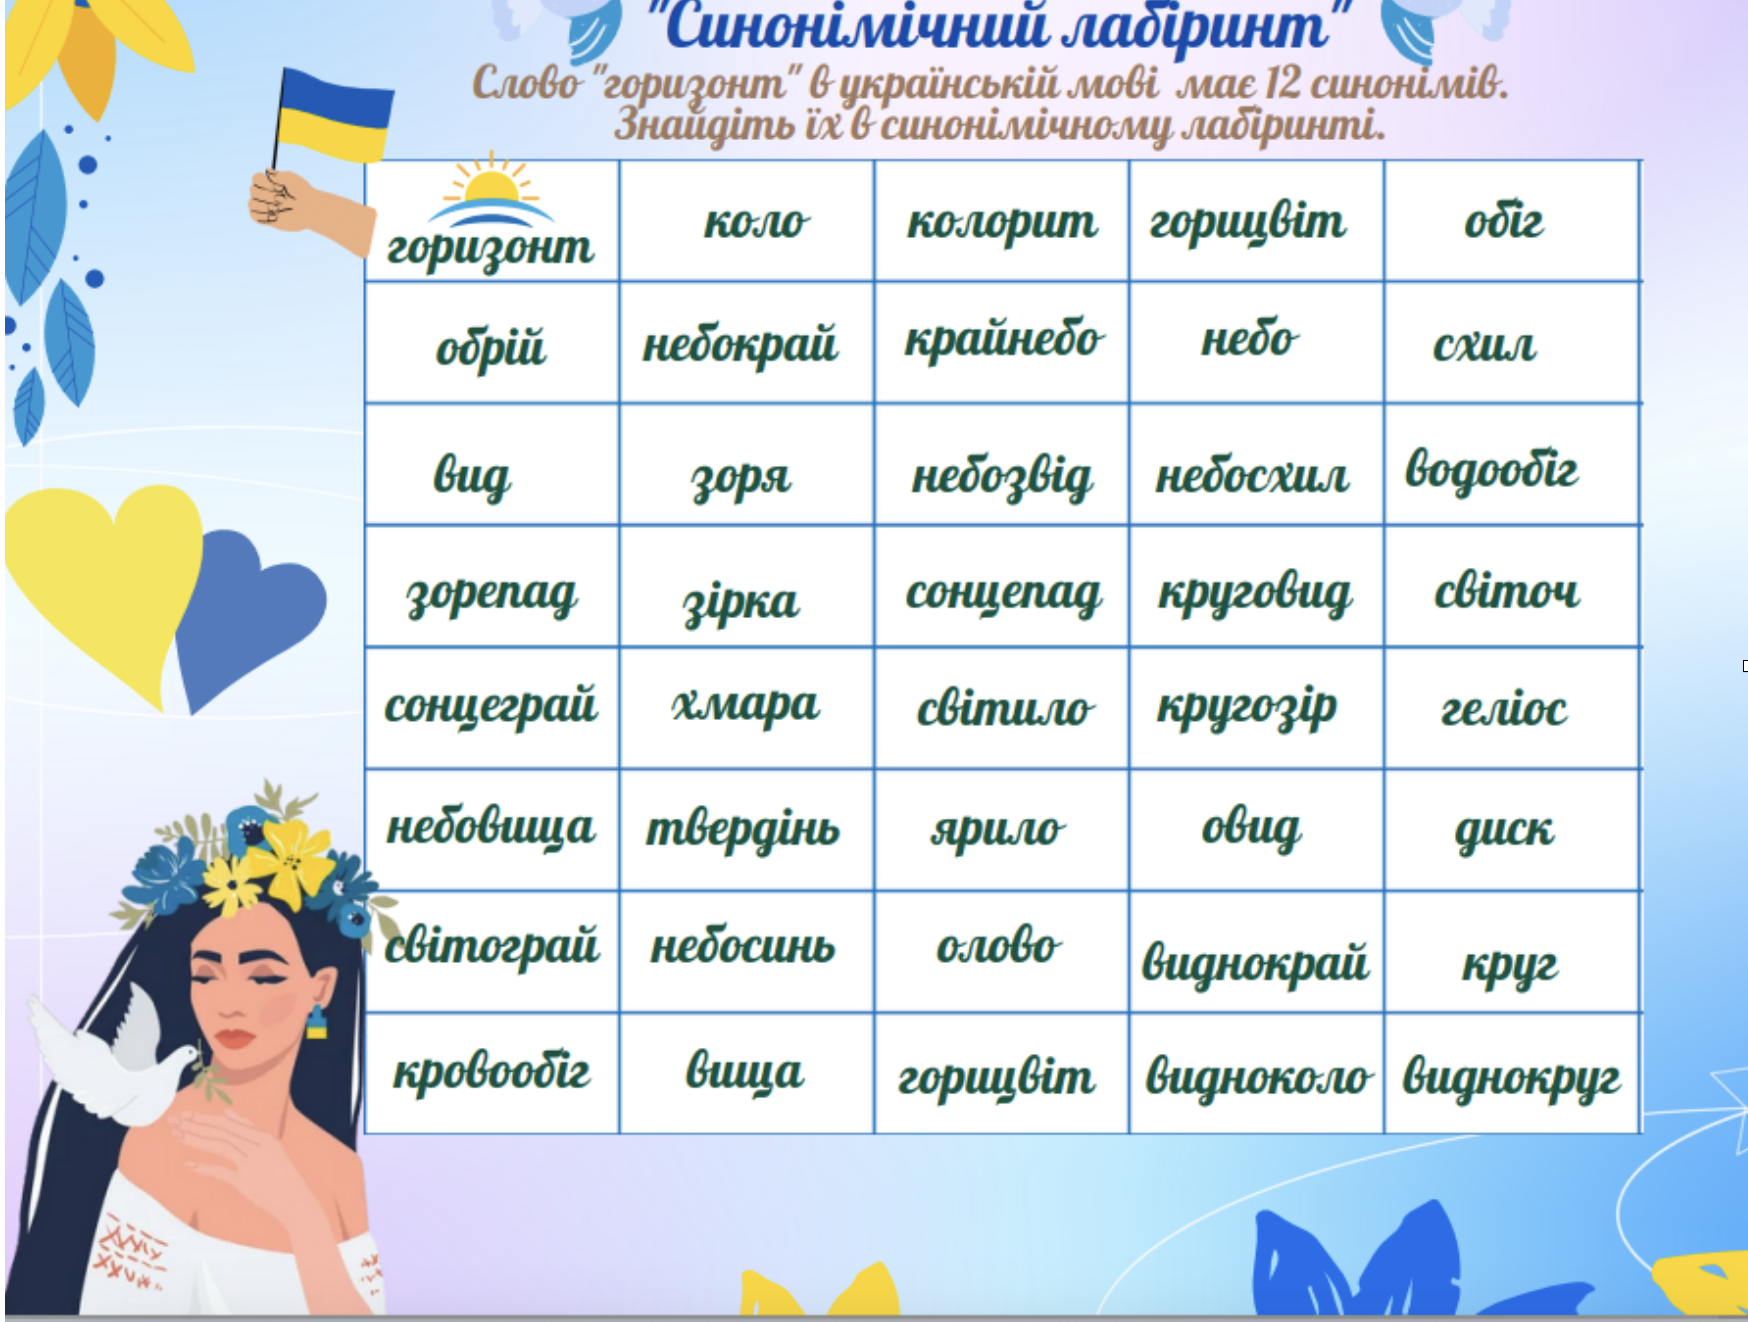 "Синонімічний лабіринт"
Слово "горизонт" в українській мові має 12 синонімів.
Знайдіть їх в синонімічному лабіринті.
горизонт коло колорит горицвіт обіг
обрій небокрай крайнебо небо схил
вид зоря небозвід небосхил водообіг
зорепад зірка сонцепад круговид світоч
сонцеграй хмара світило кругозір геліос
небовища твердінь ярило овид диск
світограй небосинь олово виднокрай круг
кровообіг вища горицвіт видноколо виднокруг